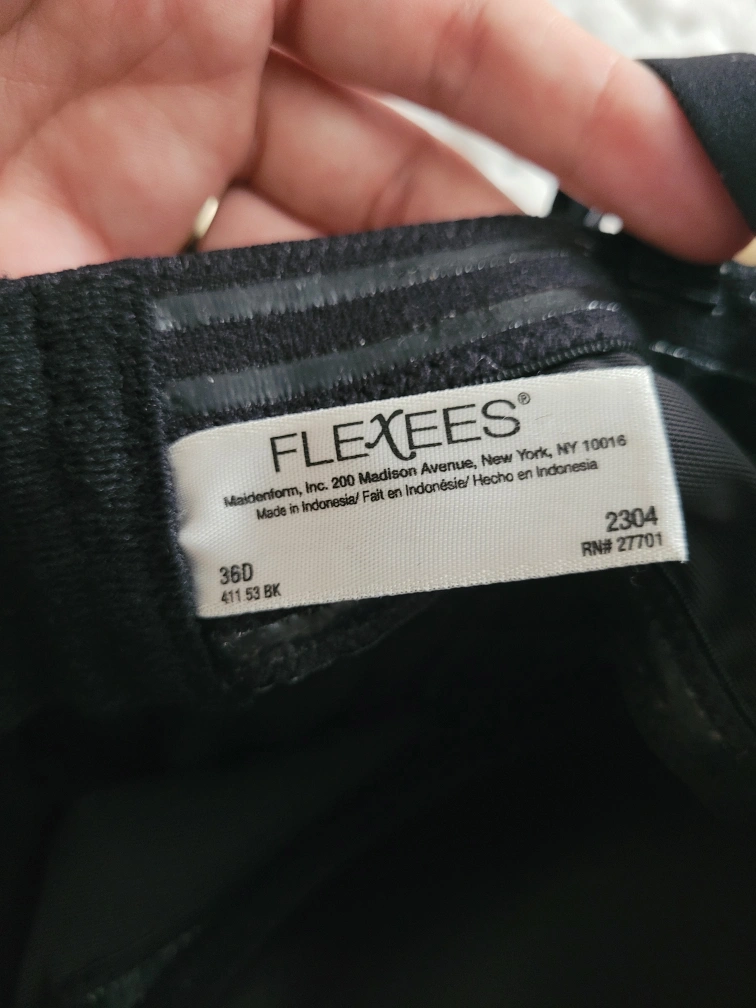 FLEXEES®
Maidenform, Inc. 200 Madison Avenue, New York, NY 10016
Made in Indonesia/ Fait en Indonésie/ Hecho en Indonesia
2304
RN# 27701
36D
411 53 BK